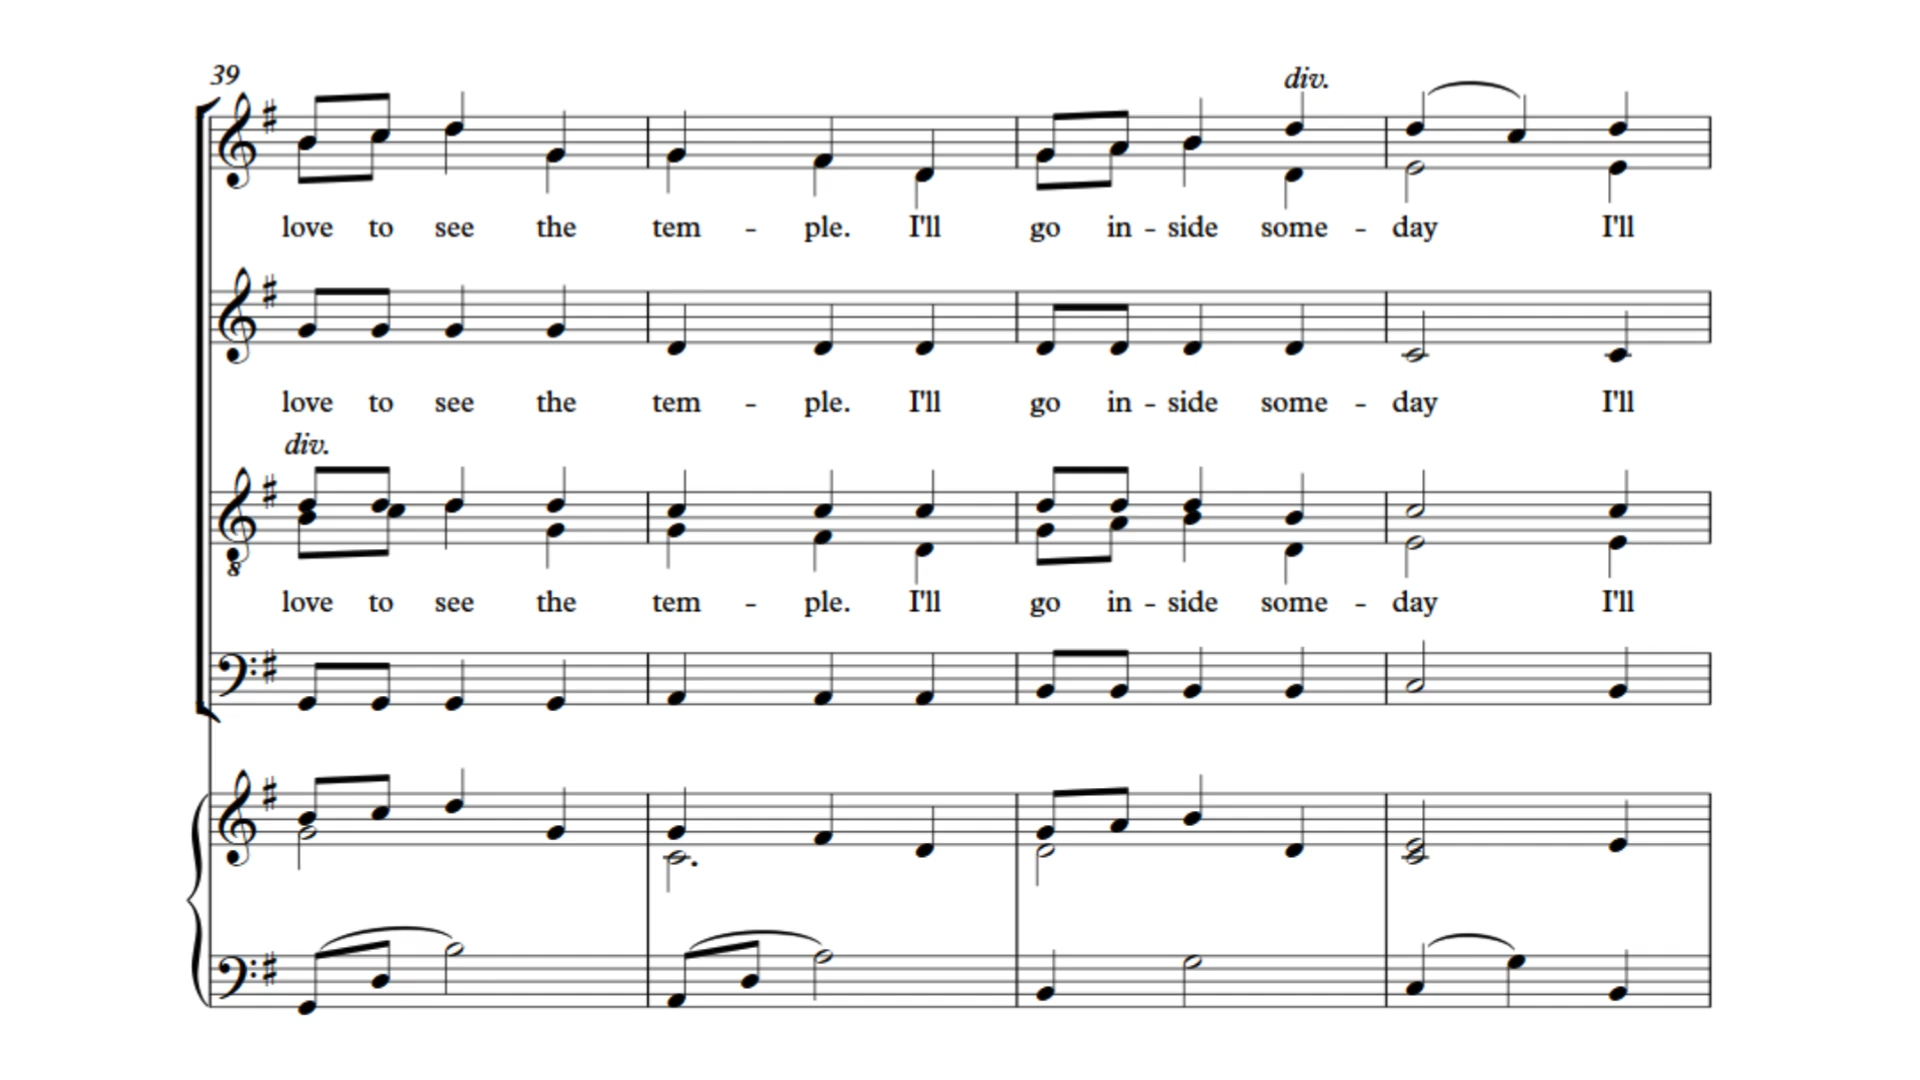 39
div.
love to see the tem - ple. I'll go in - side some - day I'll
love to see the tem - ple. I'll go in - side some - day I'll
div.
8
love to see the tem - ple. I'll go in - side some - day I'll